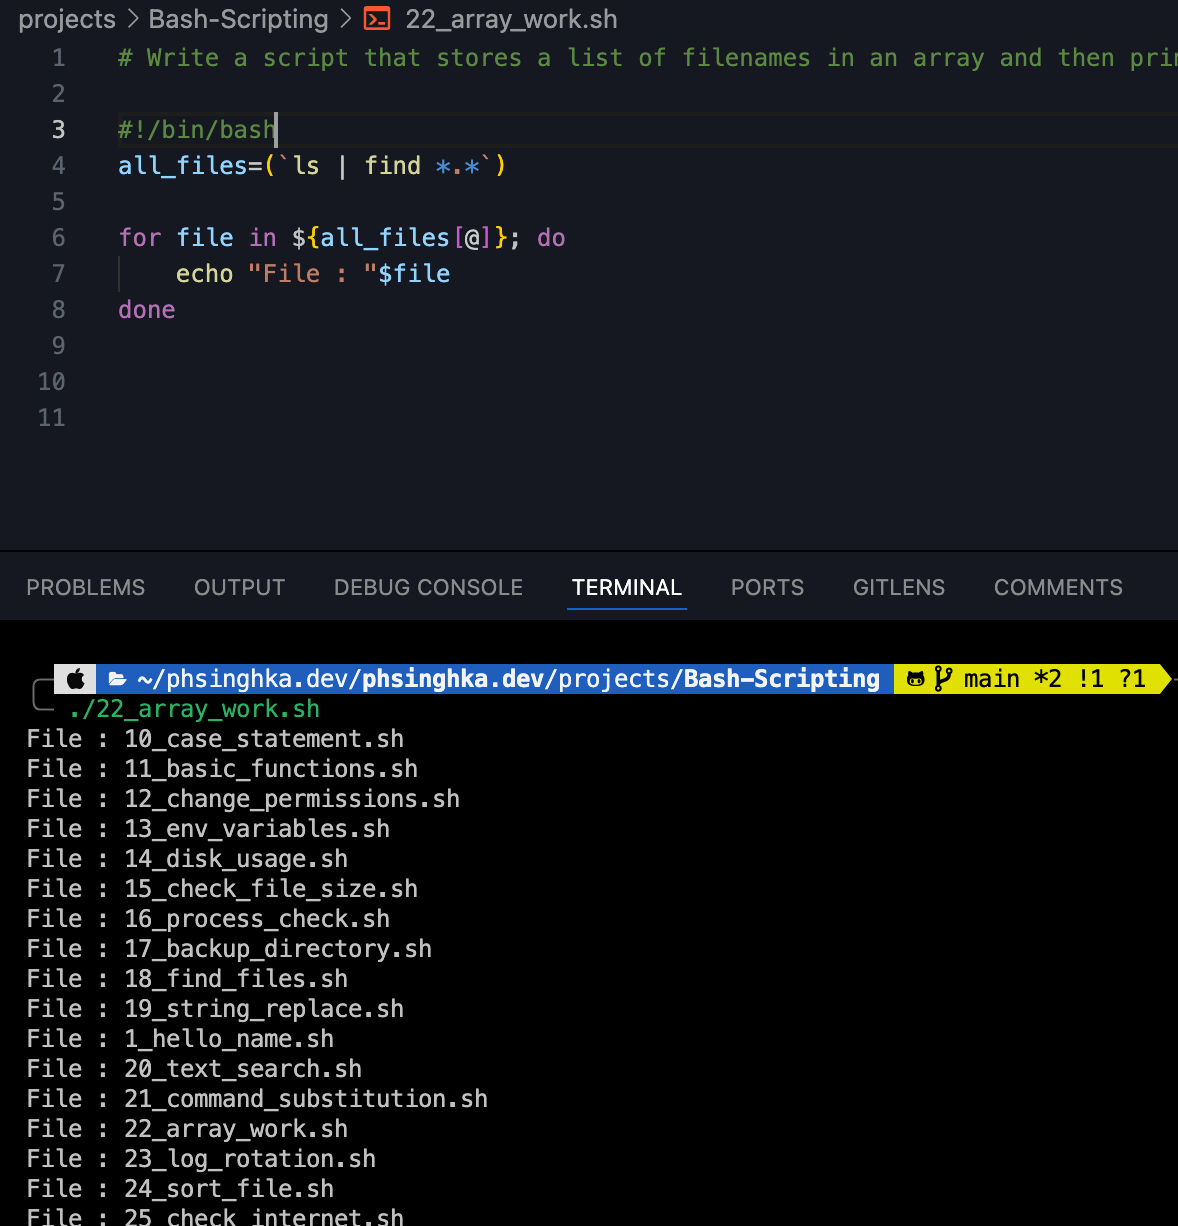 projects > Bash-Scripting > 22_array_work.sh
1 # Write a script that stores a list of filenames in an array and then
2
3 #!/bin/bash
4 all_files=(`ls | find *.*`)
5
6 for file in ${all_files[@]}; do
7 echo "File : "$file
8 done
9
10
11
PROBLEMS OUTPUT DEBUG CONSOLE TERMINAL PORTS GITLENS COMMENTS
~/phsinghka.dev/phsinghka.dev/projects/Bash-Scripting main *2 !1 ?1
./22_array_work.sh
File : 10_case_statement.sh
File : 11_basic_functions.sh
File : 12_change_permissions.sh
File : 13_env_variables.sh
File : 14_disk_usage.sh
File : 15_check_file_size.sh
File : 16_process_check.sh
File : 17_backup_directory.sh
File : 18_find_files.sh
File : 19_string_replace.sh
File : 1_hello_name.sh
File : 20_text_search.sh
File : 21_command_substitution.sh
File : 22_array_work.sh
File : 23_log_rotation.sh
File : 24_sort_file.sh
File : 25_check_internet.sh